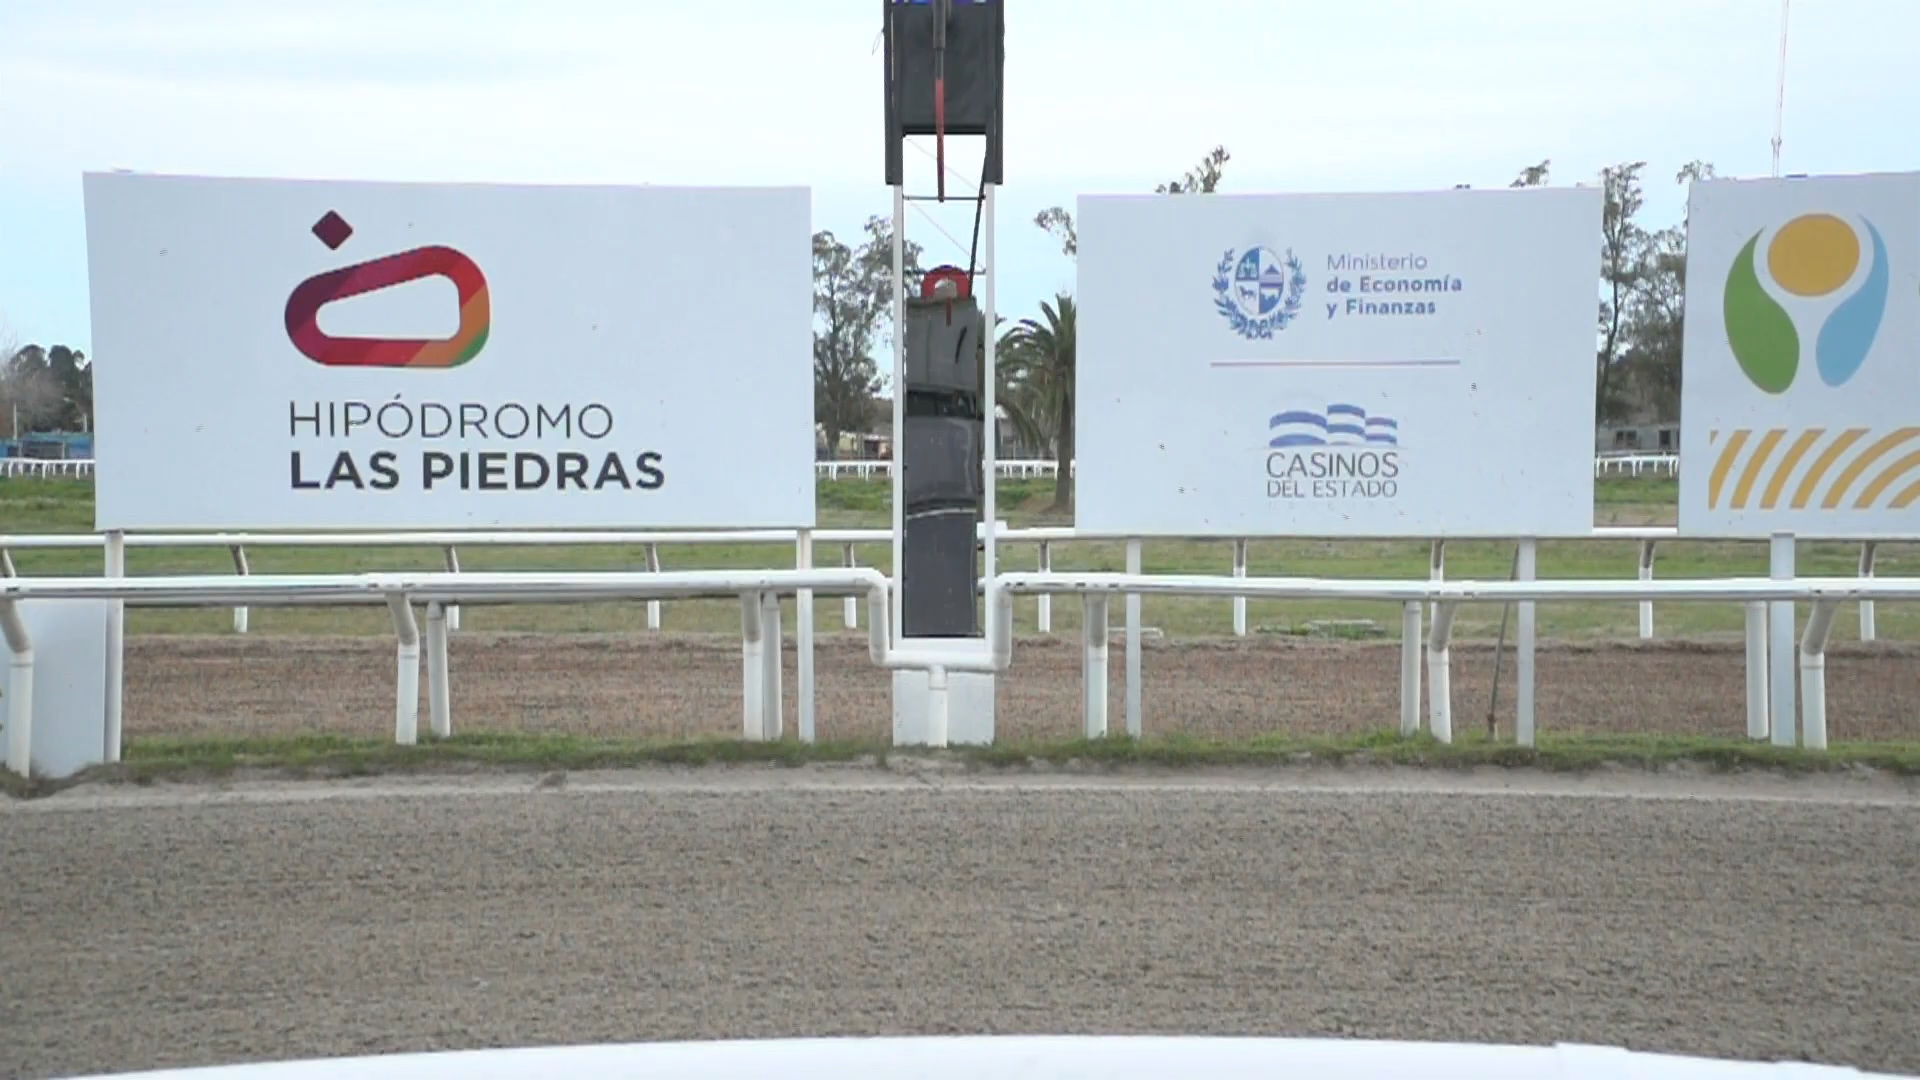 HIPÓDROMO
LAS PIEDRAS
Ministerio
de Economía
y Finanzas
CASINOS
DEL ESTADO